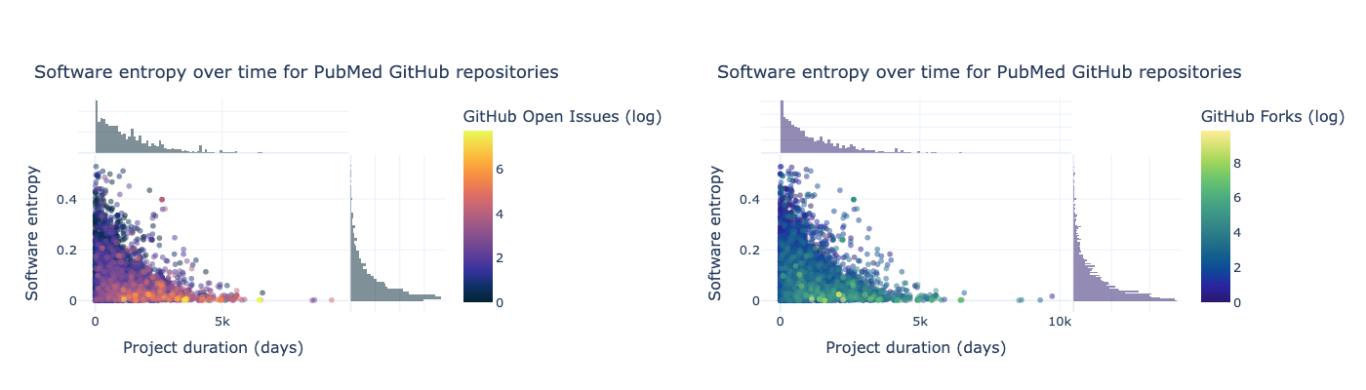 Software entropy over time for PubMed GitHub repositories
GitHub Open Issues (log)
6
4
2
0
Software entropy
0.4
0.2
0
0
5k
Project duration (days)
Software entropy over time for PubMed GitHub repositories
GitHub Forks (log)
8
6
4
2
0
Software entropy
0.4
0.2
0
0
5k
10k
Project duration (days)